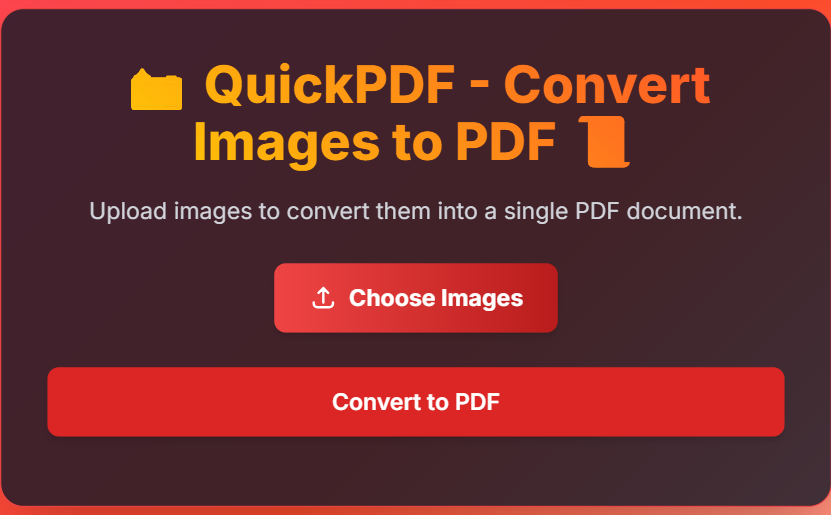 QuickPDF - Convert
Images to PDF
Upload images to convert them into a single PDF document.
Choose Images
Convert to PDF